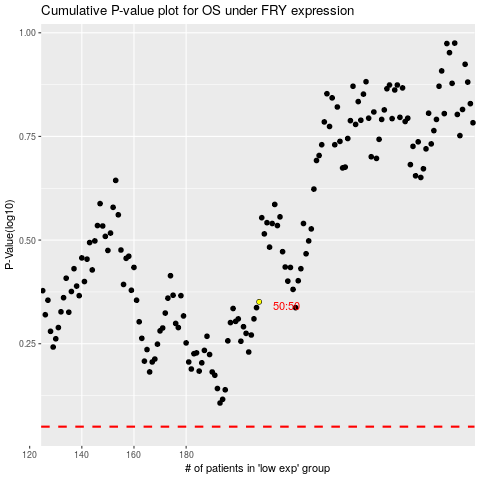 Cumulative P-value plot for OS under FRY expression
1.00
0.75
0.50
0.25
P-Value(log10)
50:50
120 140 160 180
# of patients in 'low exp' group